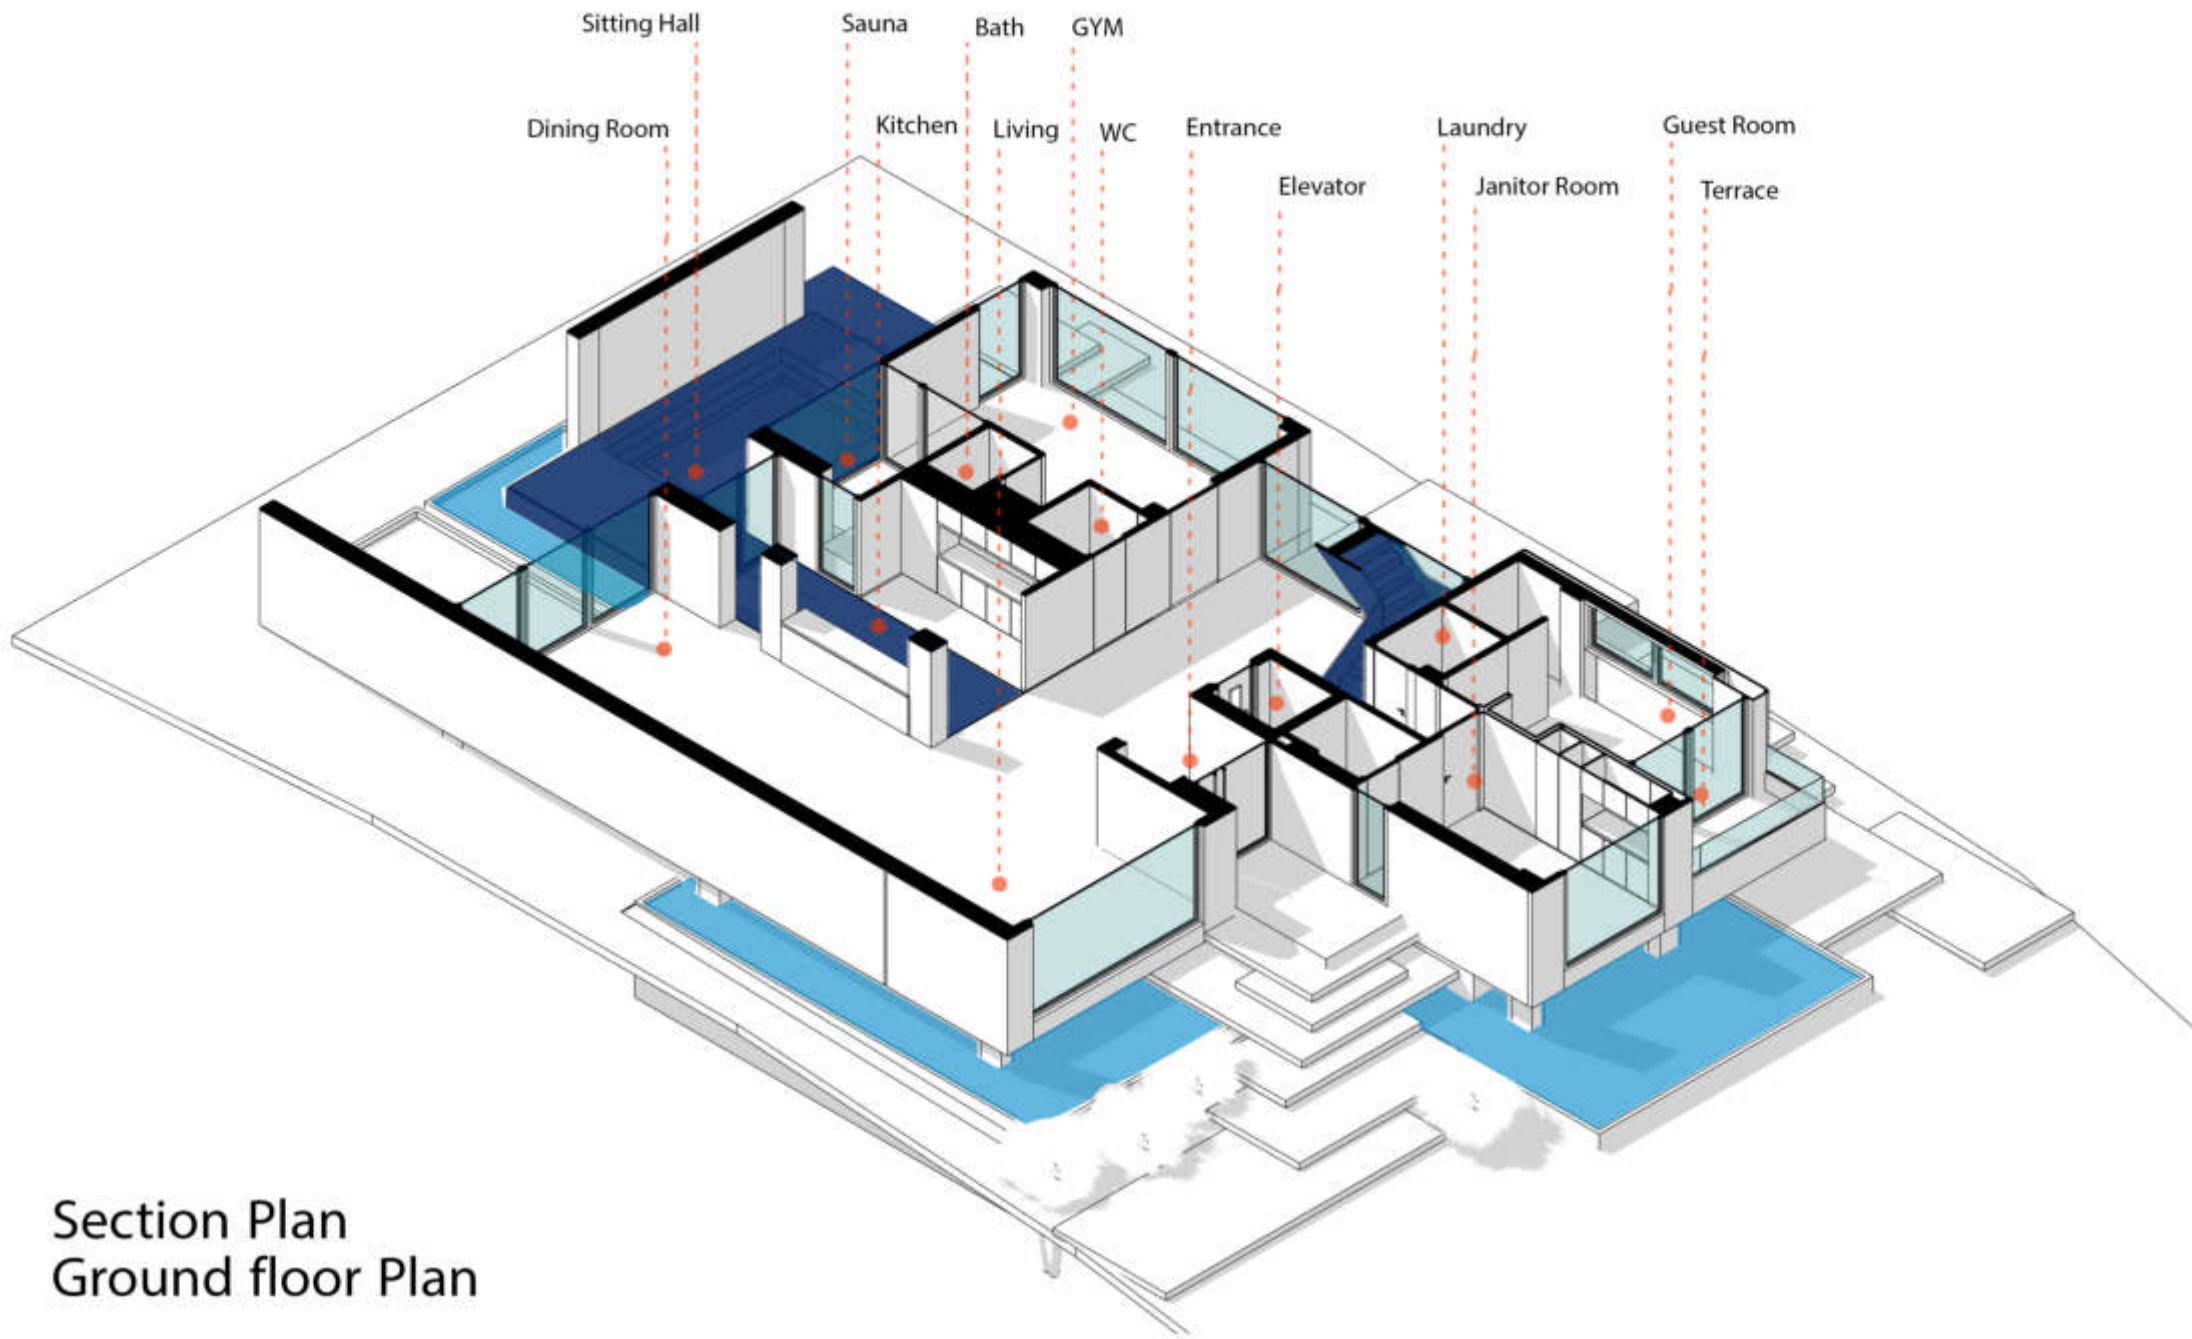 Sitting Hall
Sauna
Bath
GYM
Dining Room
Kitchen
Living
WC
Entrance
Laundry
Guest Room
Elevator
Janitor Room
Terrace
Section Plan
Ground floor Plan